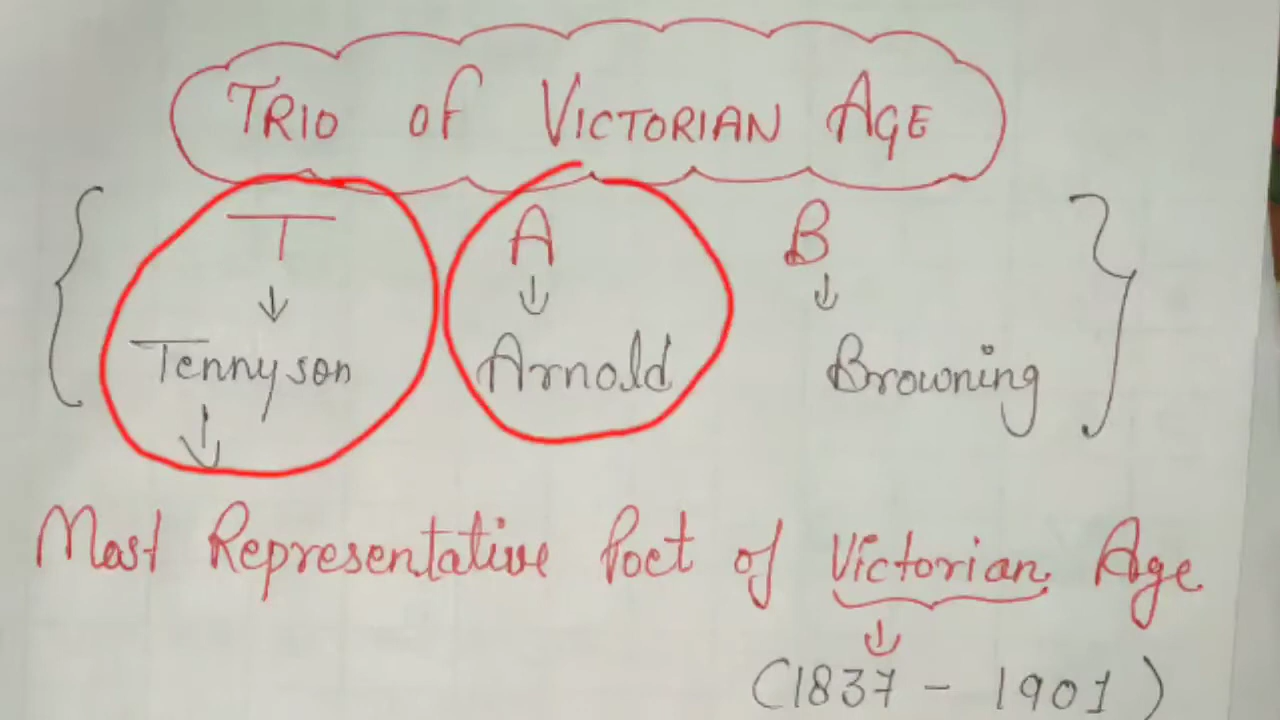 TRIO OF VICTORIAN AGE
T A B
Tennyson Arnold Browning
Most Representative Poet of Victorian Age
(1837 - 1901)